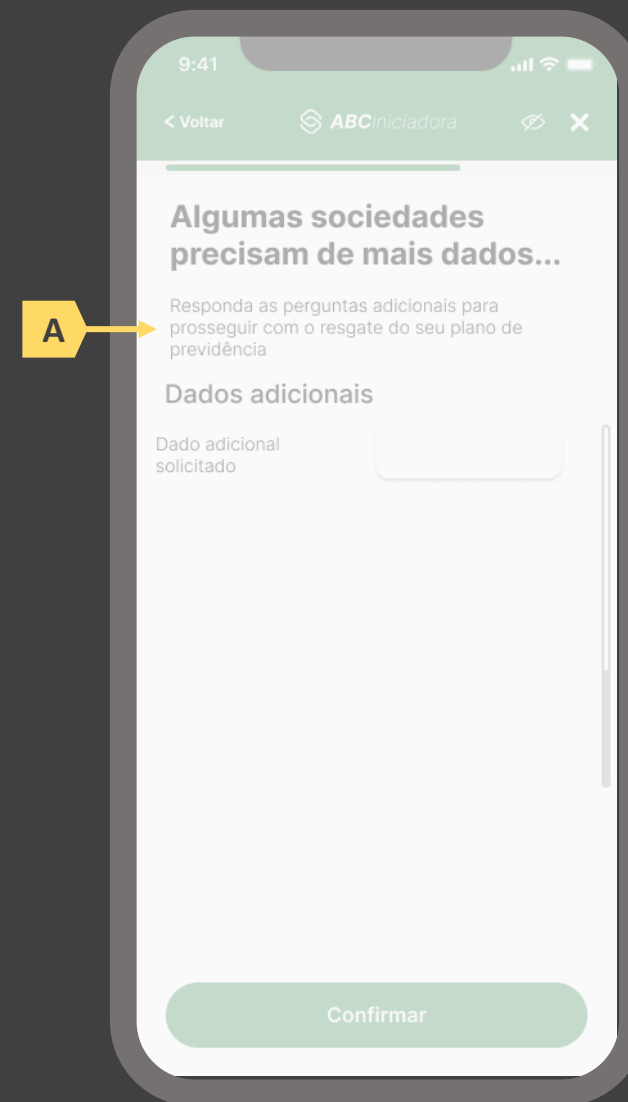 9:41
< Voltar
ABCiniciadora
Algumas sociedades
precisam de mais dados...
A
Responda as perguntas adicionais para
prosseguir com o resgate do seu plano de
previdência
Dados adicionais
Dado adicional
solicitado
Confirmar